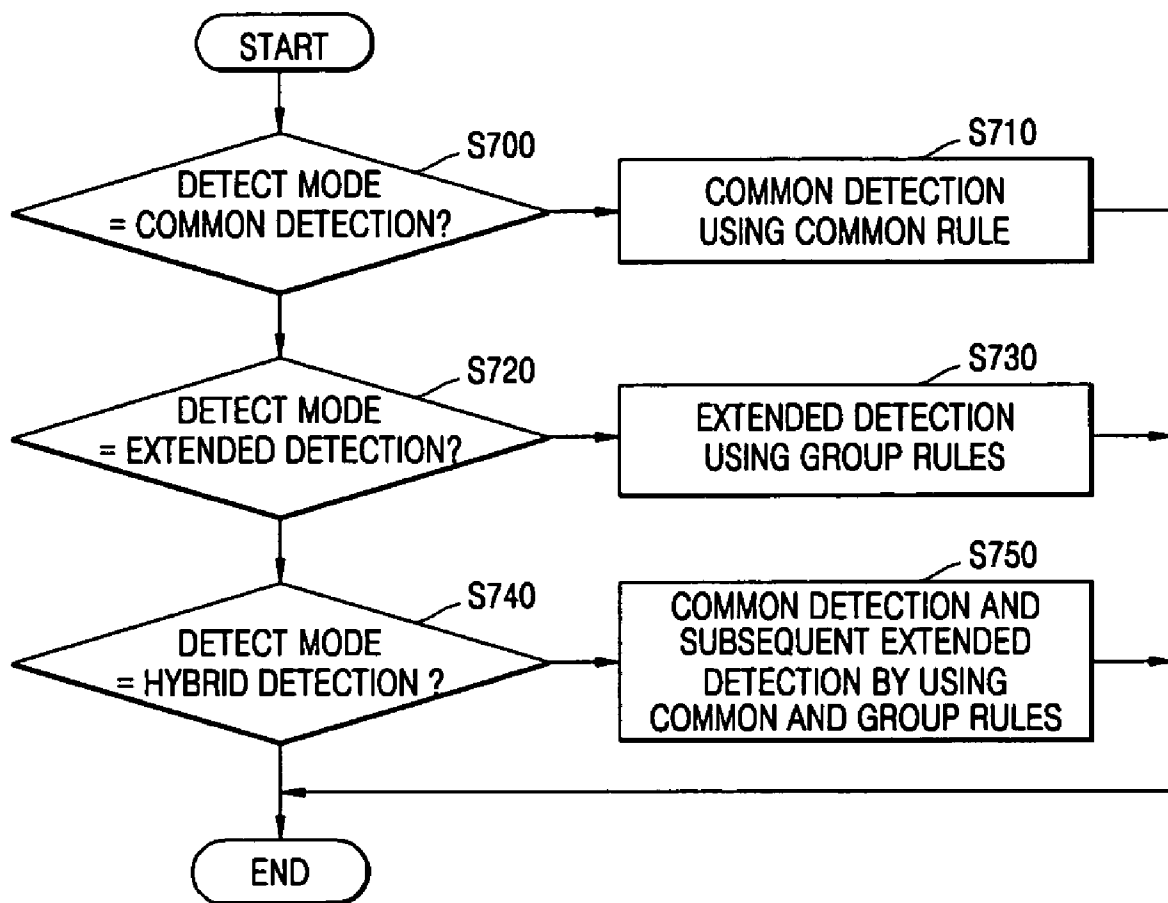 START
S700
DETECT MODE
= COMMON DETECTION?
S710
COMMON DETECTION
USING COMMON RULE
S720
DETECT MODE
= EXTENDED DETECTION?
S730
EXTENDED DETECTION
USING GROUP RULES
S740
DETECT MODE
= HYBRID DETECTION ?
S750
COMMON DETECTION AND
SUBSEQUENT EXTENDED
DETECTION BY USING
COMMON AND GROUP RULES
END